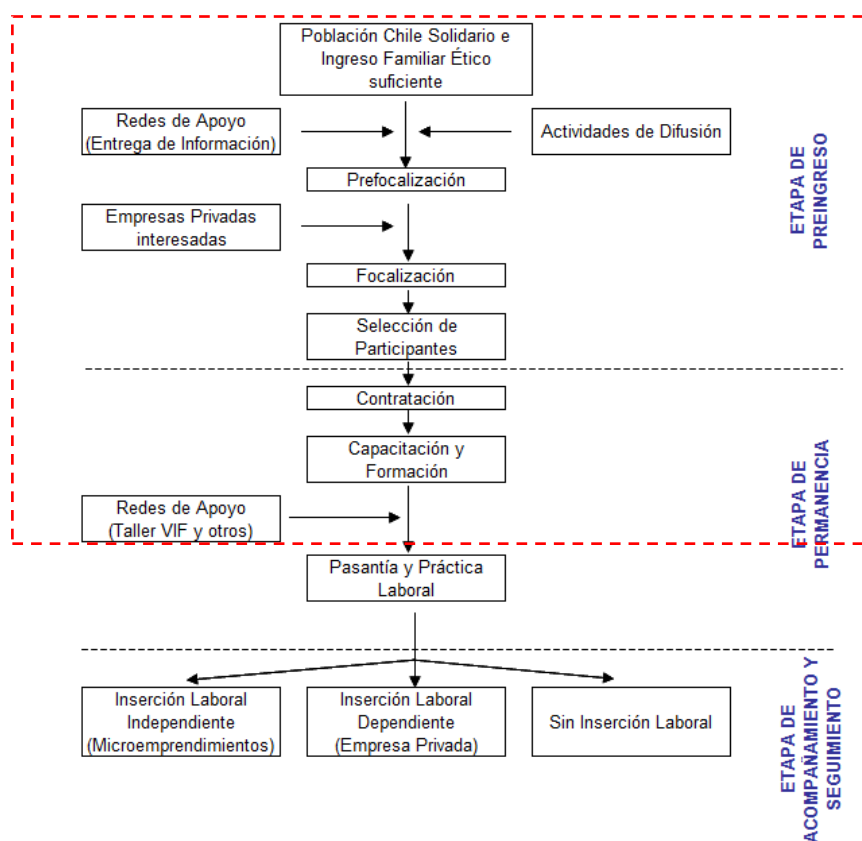 Población Chile Solidario e
Ingreso Familiar Ético
suficiente
Redes de Apoyo
(Entrega de Información)
Actividades de Difusión
Prefocalización
Empresas Privadas
interesadas
Focalización
Selección de
Participantes
ETAPA DE
PREINGRESO
Contratación
Capacitación y
Formación
Redes de Apoyo
(Taller VIF y otros)
Pasantía y Práctica
Laboral
ETAPA DE
PERMANENCIA
Inserción Laboral
Independiente
(Microemprendimientos)
Inserción Laboral
Dependiente
(Empresa Privada)
Sin Inserción Laboral
ETAPA DE
ACOMPAÑAMIENTO Y
SEGUIMIENTO